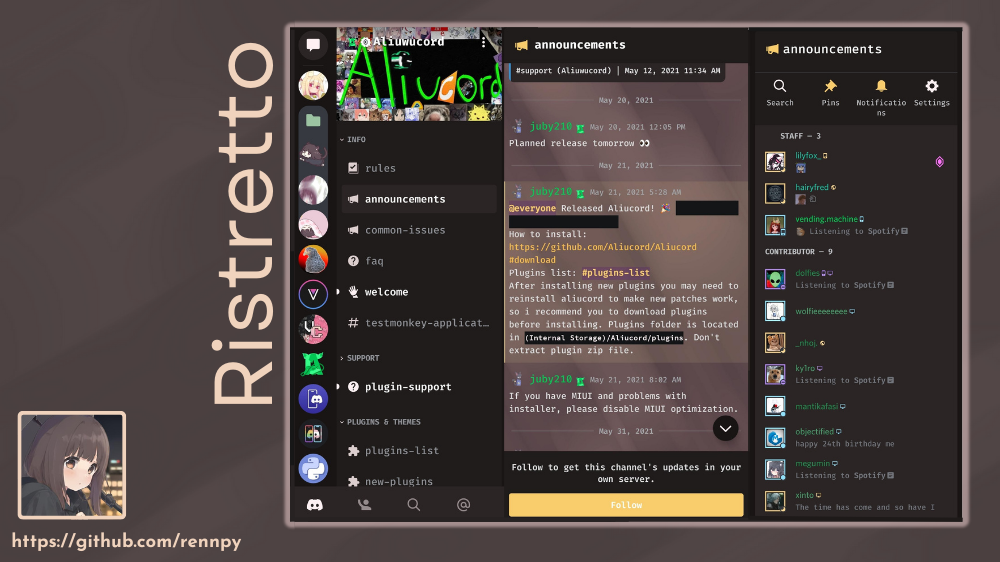 Ristretto
https://github.com/rennpy
Aliuwucord
Aliucord
INFO
rules
announcements
common-issues
faq
welcome
testmonkey-applicat…
SUPPORT
plugin-support
PLUGINS & THEMES
plugins-list
new-plugins
announcements
#support (Aliuwucord) | May 12, 2021 11:34 AM
May 20, 2021
juby210 May 20, 2021 12:05 PM
Planned release tomorrow 👀
May 21, 2021
juby210 May 21, 2021 5:28 AM
@everyone Released Aliucord! 🎉
How to install:
https://github.com/Aliucord/Aliucord
#download
Plugins list: #plugins-list
After installing new plugins you may need to
reinstall aliucord to make new patches work,
so i recommend you to download plugins
before installing. Plugins folder is located
in (Internal Storage)/Aliucord/plugins. Don't
extract plugin zip file.
juby210 May 21, 2021 8:02 AM
If you have MIUI and problems with
installer, please disable MIUI optimization.
May 31, 2021
Follow to get this channel's updates in your
own server.
Follow
announcements
Search Pins Notificatio
ns Settings
STAFF — 3
lilyfox_
hairyfred
vending.machine
Listening to Spotify
CONTRIBUTOR — 9
dolfies
Listening to Spotify
wolfieeeeeeee
_nhoj.
ky1ro
Listening to Spotify
mantikafasi
objectified
happy 24th birthday me
megumin
Listening to Spotify
xinto
The time has come and so have I